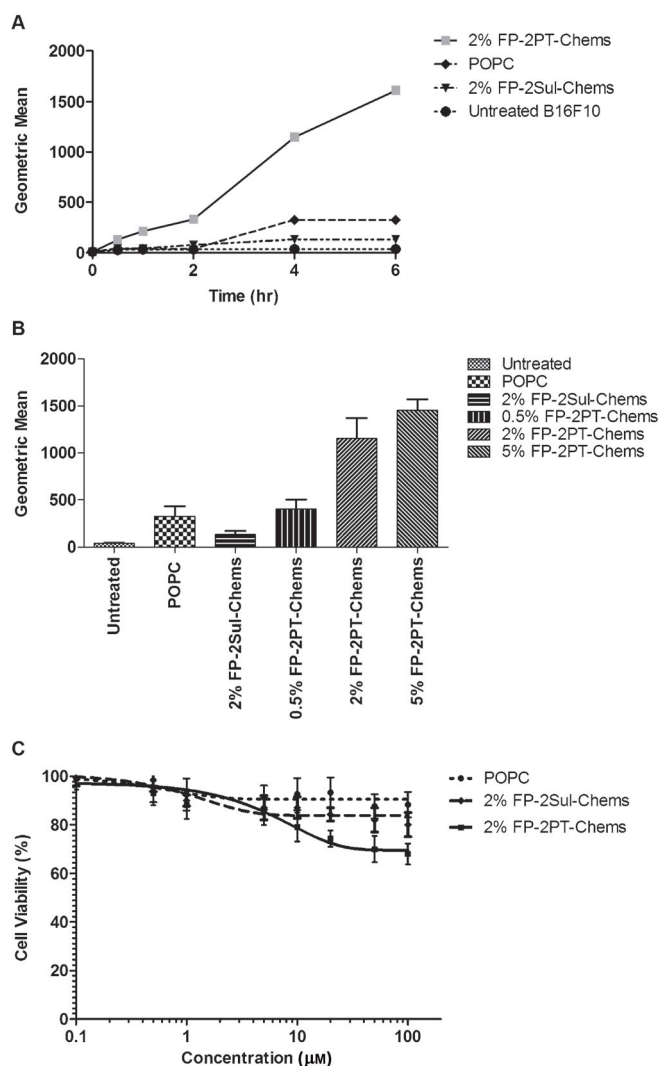 A
2000
1500
1000
500
0
Geometric Mean
0 2 4 6
Time (hr)
2% FP-2PT-Chems
POPC
2% FP-2Sul-Chems
Untreated B16F10
B
2000
1500
1000
500
0
Geometric Mean
Untreated
POPC
2% FP-2Sul-Chems
0.5% FP-2PT-Chems
2% FP-2PT-Chems
5% FP-2PT-Chems
Untreated
POPC
2% FP-2Sul-Chems
0.5% FP-2PT-Chems
2% FP-2PT-Chems
5% FP-2PT-Chems
C
100
80
60
40
20
0
Cell Viability (%)
0.1 1 10 100
Concentration (μM)
POPC
2% FP-2Sul-Chems
2% FP-2PT-Chems